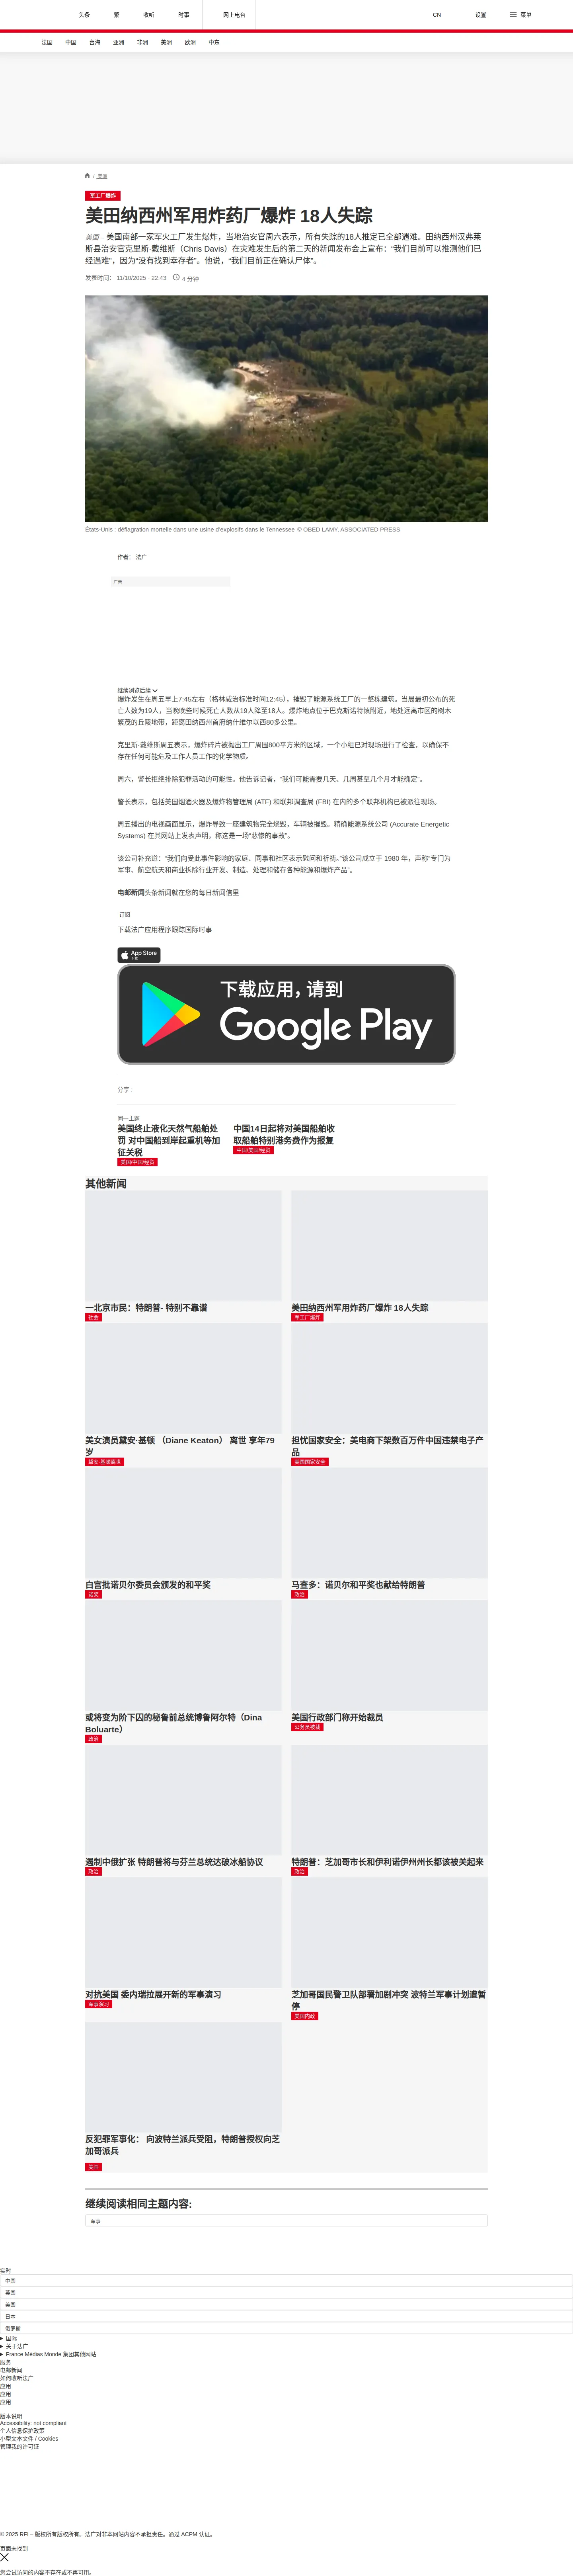 头条
繁
收听
时事
网上电台
CN
设置
菜单
法国
中国
台海
亚洲
非洲
美洲
欧洲
中东
/ 美洲
军工厂爆炸
美田纳西州军用炸药厂爆炸 18人失踪
美国 – 美国南部一家军火工厂发生爆炸，当地治安官周六表示，所有失踪的18人推定已全部遇难。田纳西州汉弗莱
斯县治安官克里斯·戴维斯（Chris Davis）在灾难发生后的第二天的新闻发布会上宣布：“我们目前可以推测他们已
经遇难”，因为“没有找到幸存者”。他说，“我们目前正在确认尸体”。
发表时间： 11/10/2025 - 22:43
4 分钟
États-Unis : déflagration mortelle dans une usine d'explosifs dans le Tennessee © OBED LAMY, ASSOCIATED PRESS
作者： 法广
广告
继续浏览后续
爆炸发生在周五早上7:45左右（格林威治标准时间12:45），摧毁了能源系统工厂的一整栋建筑。当局最初公布的死
亡人数为19人，当晚晚些时候死亡人数从19人降至18人。爆炸地点位于巴克斯诺特镇附近，地处远离市区的树木
繁茂的丘陵地带，距离田纳西州首府纳什维尔以西80多公里。
克里斯·戴维斯周五表示，爆炸碎片被抛出工厂周围800平方米的区域，一个小组已对现场进行了检查，以确保不
存在任何可能危及工作人员工作的化学物质。
周六，警长拒绝排除犯罪活动的可能性。他告诉记者，“我们可能需要几天、几周甚至几个月才能确定”。
警长表示，包括美国烟酒火器及爆炸物管理局 (ATF) 和联邦调查局 (FBI) 在内的多个联邦机构已被派往现场。
周五播出的电视画面显示，爆炸导致一座建筑物完全烧毁，车辆被摧毁。精确能源系统公司 (Accurate Energetic
Systems) 在其网站上发表声明，称这是一场“悲惨的事故”。
该公司补充道：“我们向受此事件影响的家庭、同事和社区表示慰问和祈祷。”该公司成立于 1980 年，声称“专门为
军事、航空航天和商业拆除行业开发、制造、处理和储存各种能源和爆炸产品”。
电邮新闻头条新闻就在您的每日新闻信里
订阅
下载法广应用程序跟踪国际时事
App Store
下载
下载应用，请到
Google Play
分享 :
同一主题
美国终止液化天然气船舶处
罚 对中国船到岸起重机等加
征关税
美国/中国/经贸
中国14日起将对美国船舶收
取船舶特别港务费作为报复
中国/美国/经贸
其他新闻
一北京市民：特朗普- 特别不靠谱
社会
美田纳西州军用炸药厂爆炸 18人失踪
军工厂爆炸
美女演员黛安·基顿 （Diane Keaton） 离世 享年79
岁
黛安·基顿离世
担忧国家安全：美电商下架数百万件中国违禁电子产
品
美国国家安全
白宫批诺贝尔委员会颁发的和平奖
诺奖
马查多：诺贝尔和平奖也献给特朗普
政治
或将变为阶下囚的秘鲁前总统博鲁阿尔特（Dina
Boluarte）
政治
美国行政部门称开始裁员
公务员被裁
遏制中俄扩张 特朗普将与芬兰总统达破冰船协议
政治
特朗普：芝加哥市长和伊利诺伊州州长都该被关起来
政治
对抗美国 委内瑞拉展开新的军事演习
军事演习
芝加哥国民警卫队部署加剧冲突 波特兰军事计划遭暂
停
美国内政
反犯罪军事化： 向波特兰派兵受阻，特朗普授权向芝
加哥派兵
美国
继续阅读相同主题内容:
军事
实时
中国
英国
美国
日本
俄罗斯
国际
关于法广
France Médias Monde 集团其他网站
服务
电邮新闻
如何收听法广
应用
应用
应用
版本说明
Accessibility: not compliant
个人信息保护政策
小型文本文件 / Cookies
管理我的许可证
© 2025 RFI – 版权所有版权所有。法广对非本网站内容不承担责任。通过 ACPM 认证。
页面未找到
您尝试访问的内容不存在或不再可用。